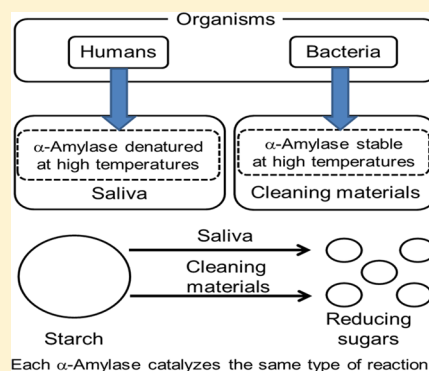 Organisms
Humans
Bacteria
α-Amylase denatured
at high temperatures
Saliva
α-Amylase stable
at high temperatures
Cleaning materials
Saliva
Cleaning
materials
Starch
Reducing
sugars
Each α-Amylase catalyzes the same type of reaction